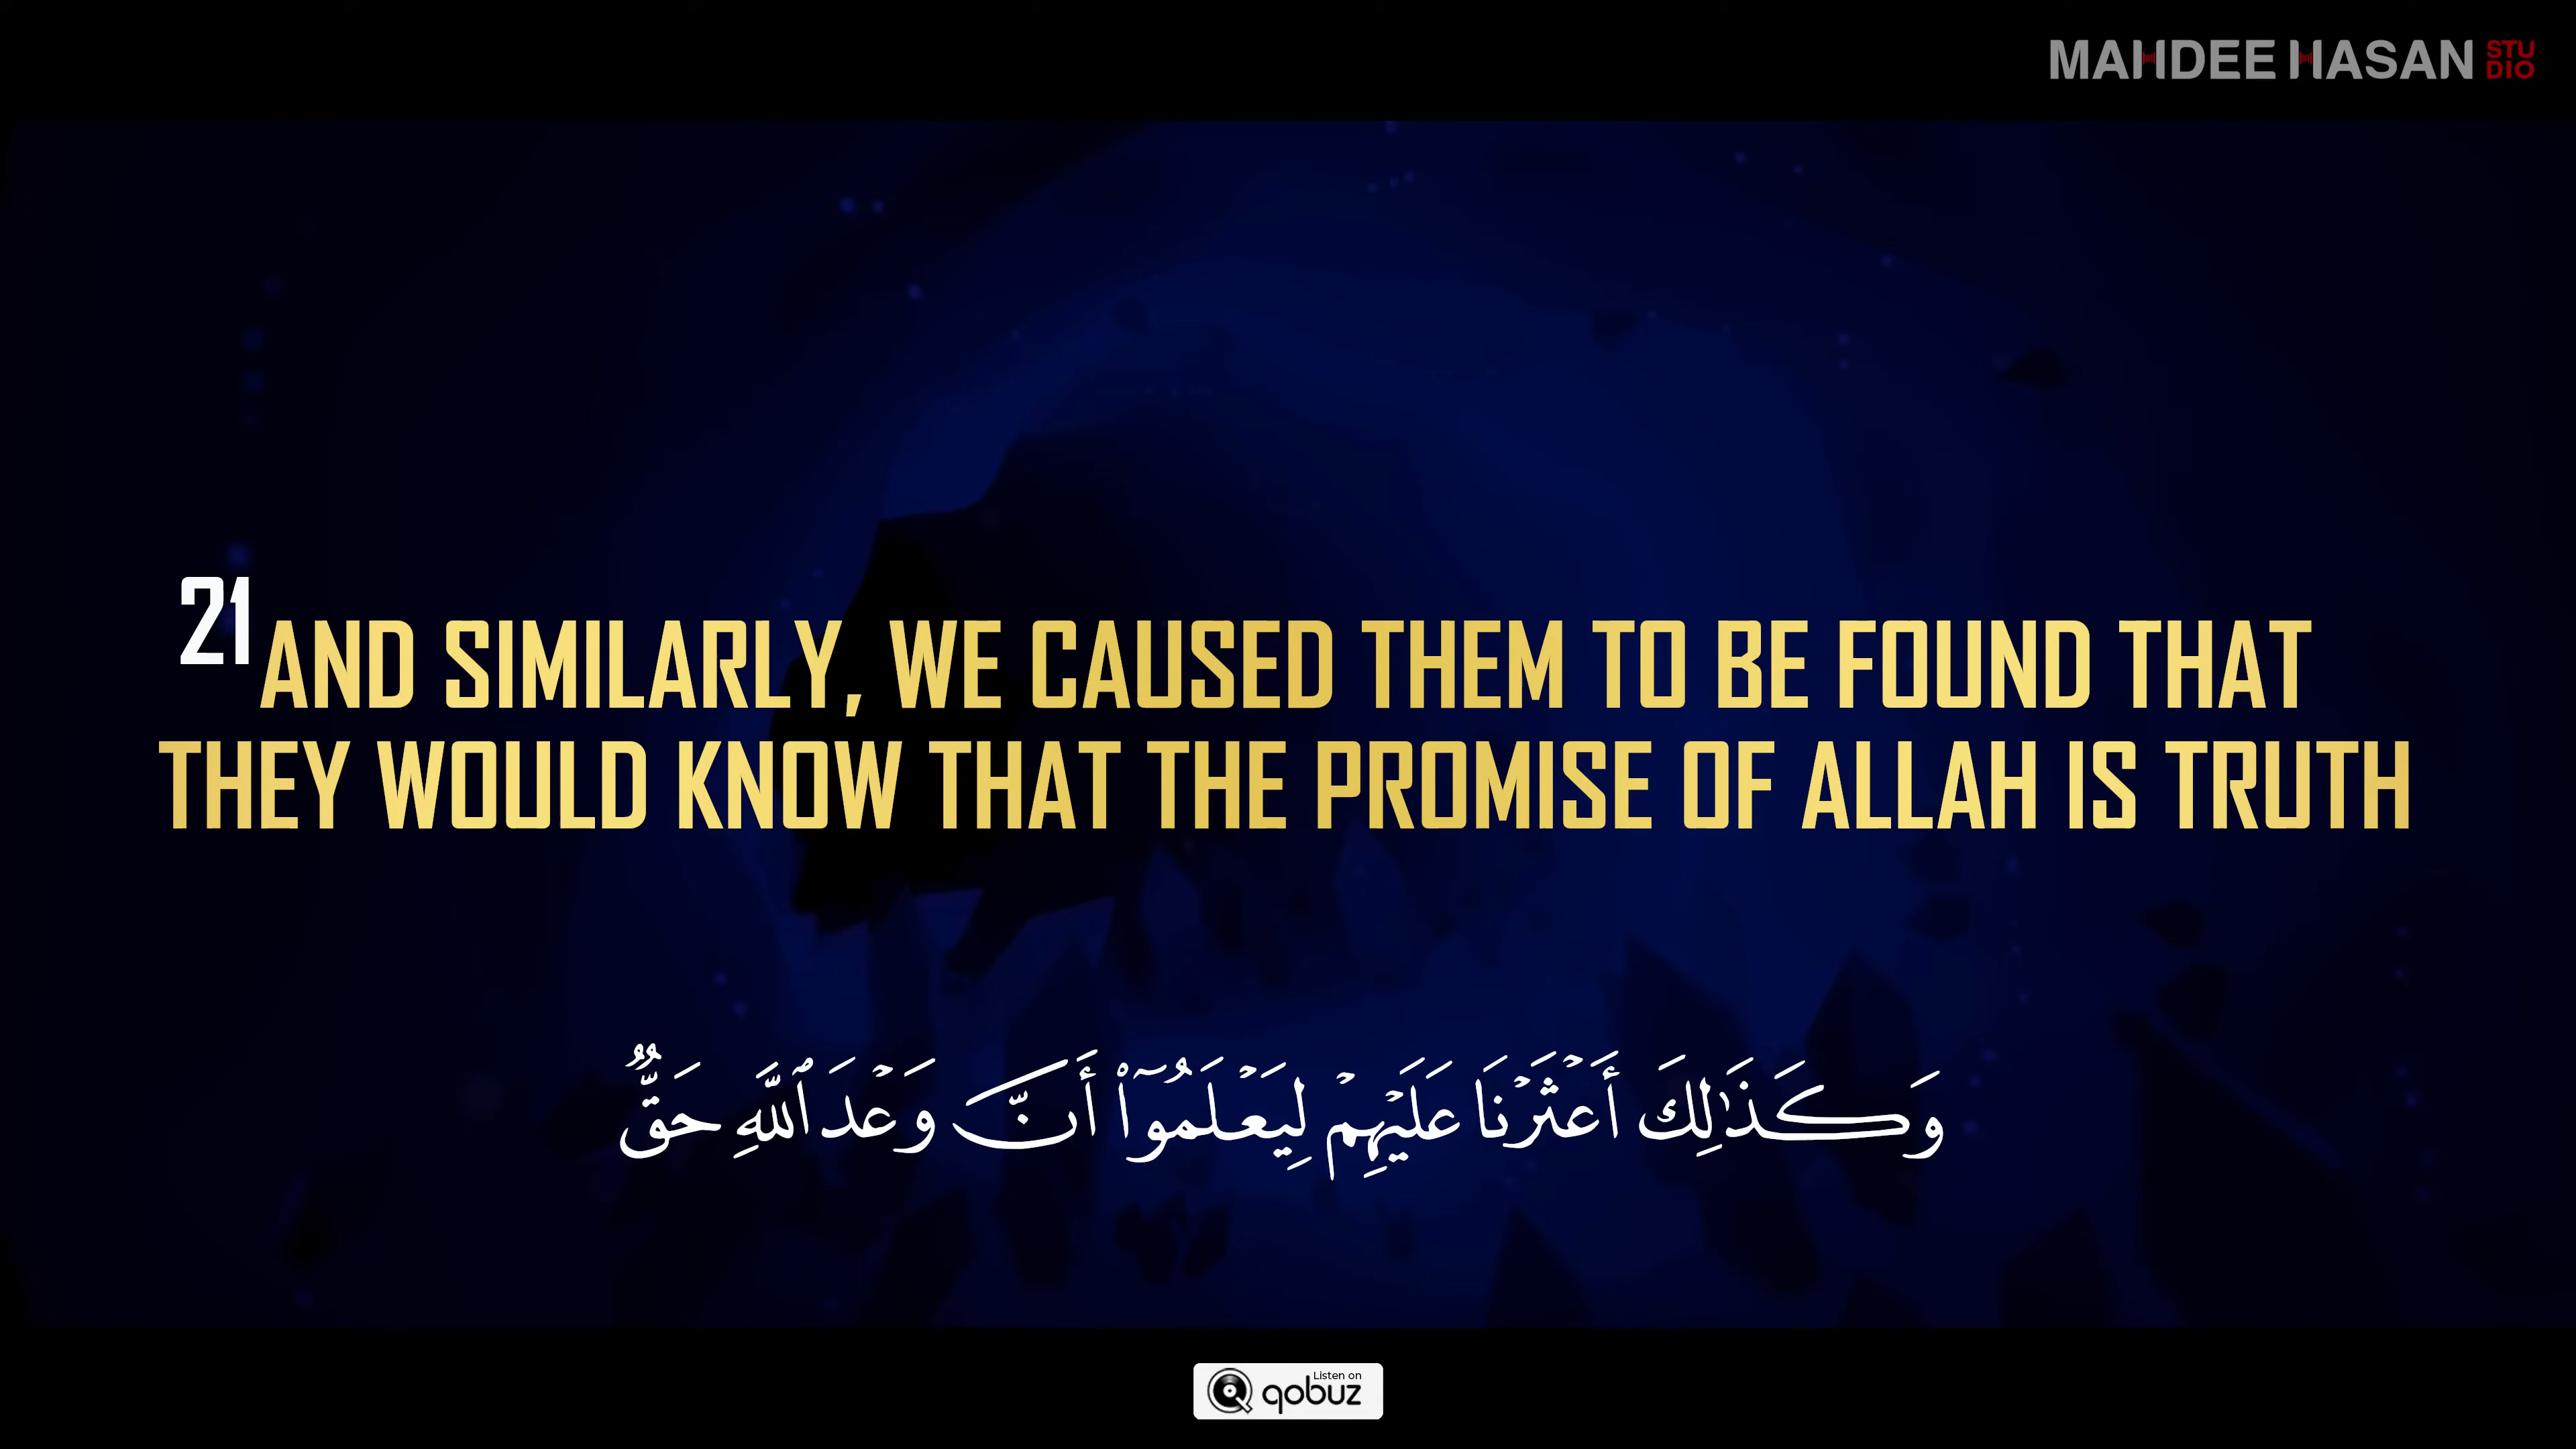 MAHDEE HASAN STUDIO
21 AND SIMILARLY, WE CAUSED THEM TO BE FOUND THAT
THEY WOULD KNOW THAT THE PROMISE OF ALLAH IS TRUTH
وَكَذَٰلِكَ أَعۡثَرۡنَا عَلَيۡهِمۡ لِيَعۡلَمُوٓاْ أَنَّ وَعۡدَ ٱللَّهِ حَقّٞ
Listen on
qobuz